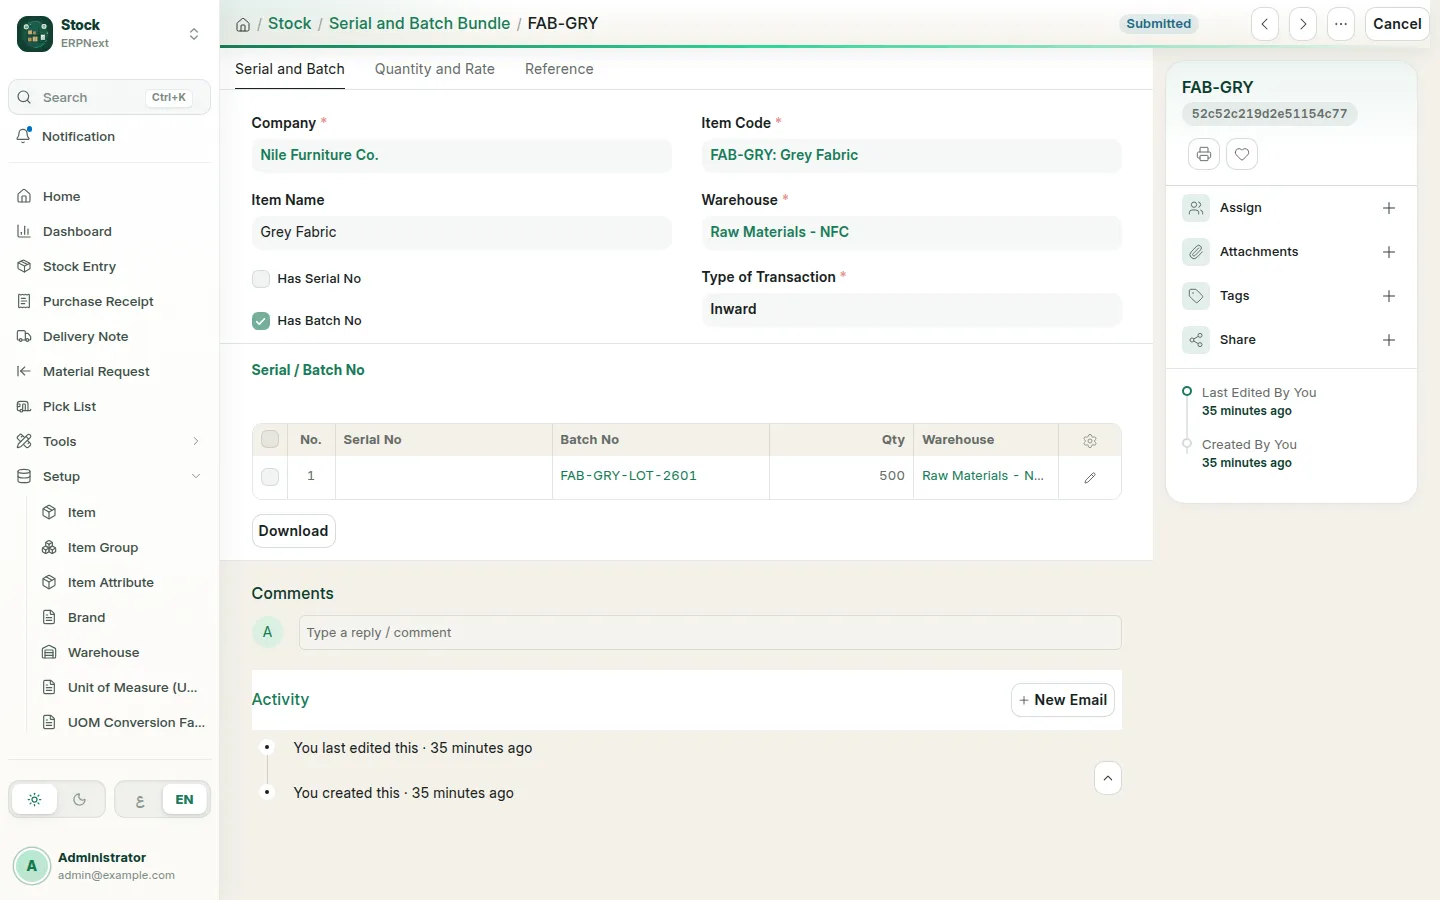 Stock
ERPNext
Search
Ctrl+K
Notification
Home
Dashboard
Stock Entry
Purchase Receipt
Delivery Note
Material Request
Pick List
Tools
Setup
Item
Item Group
Item Attribute
Brand
Warehouse
Unit of Measure (U...
UOM Conversion Fa...
ع
EN
A
Administrator
admin@example.com
/ Stock / Serial and Batch Bundle / FAB-GRY
Submitted
Cancel
Serial and Batch
Quantity and Rate
Reference
Company *
Nile Furniture Co.
Item Code *
FAB-GRY: Grey Fabric
Item Name
Grey Fabric
Warehouse *
Raw Materials - NFC
Has Serial No
Has Batch No
Type of Transaction *
Inward
Serial / Batch No
No. Serial No Batch No Qty Warehouse
1 FAB-GRY-LOT-2601 500 Raw Materials - N...
Download
Comments
A
Type a reply / comment
Activity
New Email
You last edited this · 35 minutes ago
You created this · 35 minutes ago
FAB-GRY
52c52c219d2e51154c77
Assign
Attachments
Tags
Share
Last Edited By You
35 minutes ago
Created By You
35 minutes ago